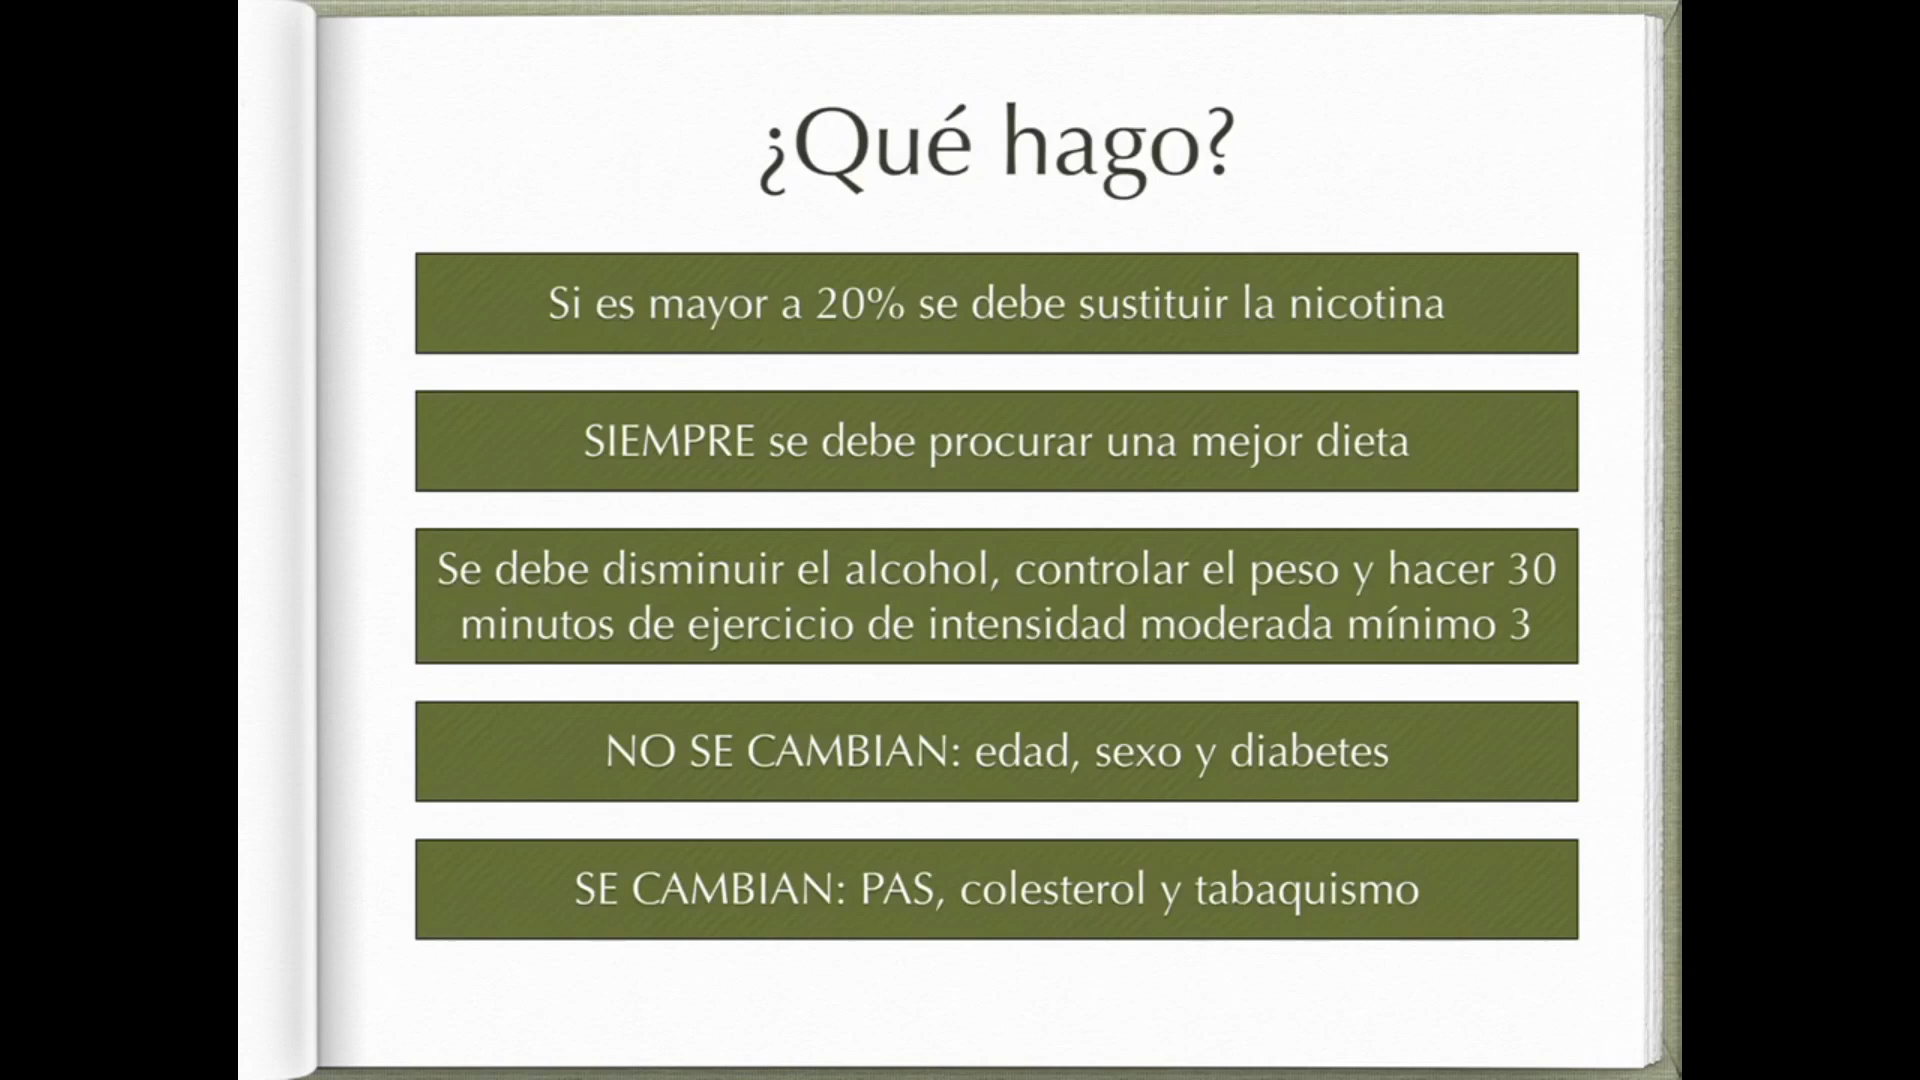 ¿Qué hago?
Si es mayor a 20% se debe sustituir la nicotina
SIEMPRE se debe procurar una mejor dieta
Se debe disminuir el alcohol, controlar el peso y hacer 30
minutos de ejercicio de intensidad moderada mínimo 3
NO SE CAMBIAN: edad, sexo y diabetes
SE CAMBIAN: PAS, colesterol y tabaquismo